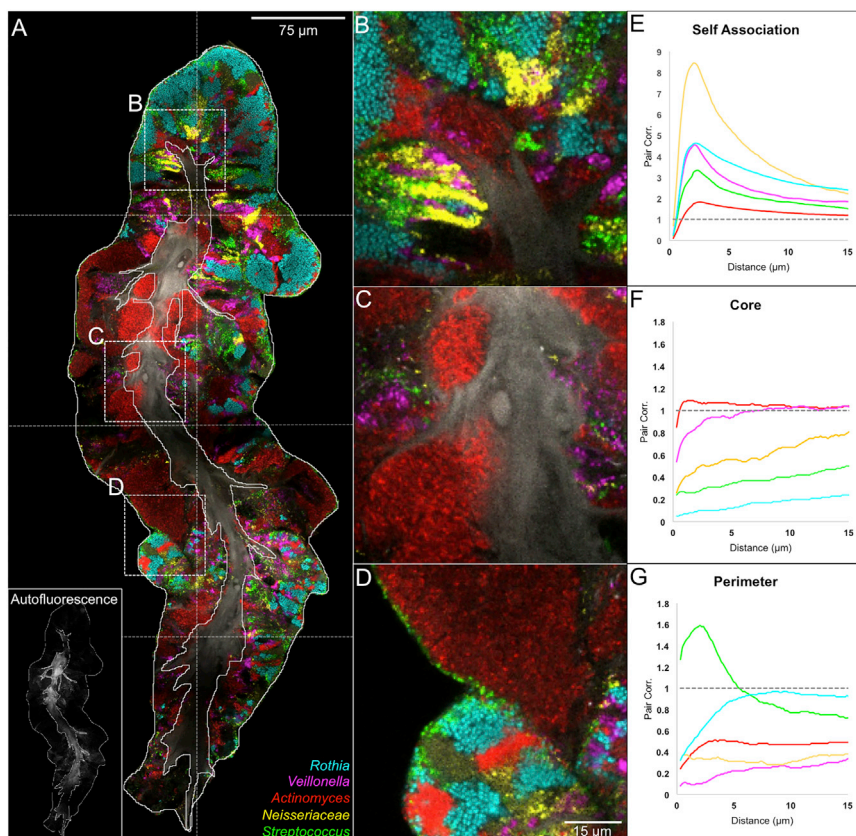 A
75 µm
B
C
D
Autofluorescence
Rothia
Veillonella
Actinomyces
Neisseriaceae
Streptococcus
B
C
D
15 µm
E
Self Association
Pair Corr.
9
8
7
6
5
4
3
2
1
0
0 5 10 15
Distance (µm)
F
Core
Pair Corr.
1.8
1.6
1.4
1.2
1
0.8
0.6
0.4
0.2
0
0 5 10 15
Distance (µm)
G
Perimeter
Pair Corr.
1.8
1.6
1.4
1.2
1
0.8
0.6
0.4
0.2
0
0 5 10 15
Distance (µm)